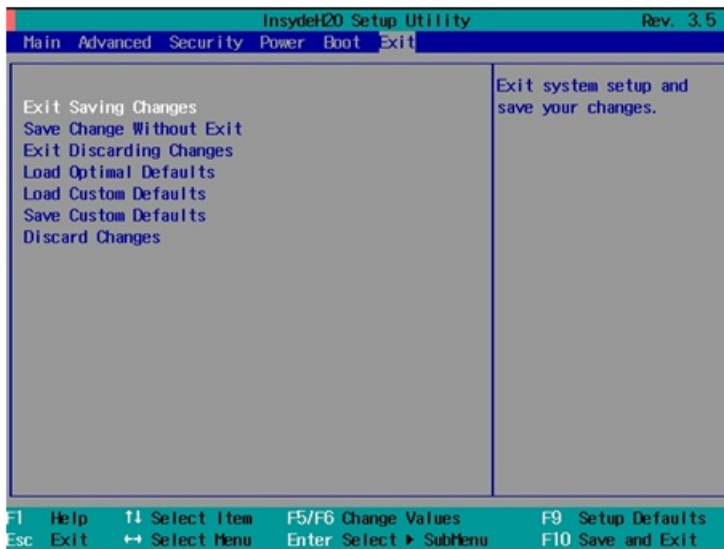 InsydeH20 Setup Utility Rev. 3.5
Main Advanced Security Power Boot Exit
Exit Saving Changes
Save Change Without Exit
Exit Discarding Changes
Load Optimal Defaults
Load Custom Defaults
Save Custom Defaults
Discard Changes
Exit system setup and
save your changes.
F1 Help ↑↓ Select Item F5/F6 Change Values F9 Setup Defaults
Esc Exit ↔ Select Menu Enter Select ▶ SubMenu F10 Save and Exit